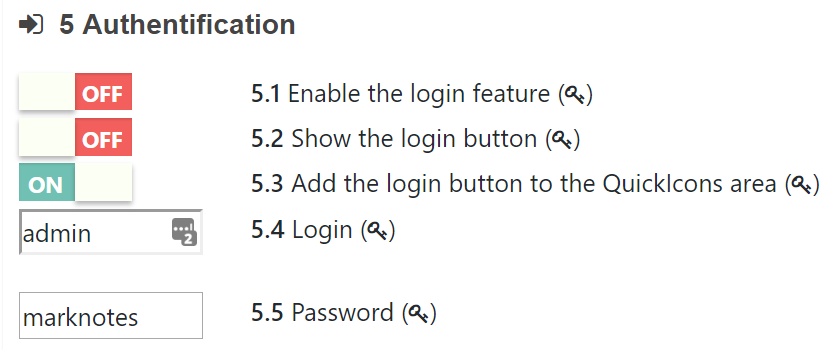 5 Authentification
OFF 5.1 Enable the login feature ()
OFF 5.2 Show the login button ()
ON 5.3 Add the login button to the QuickIcons area ()
admin 2 5.4 Login ()
marknotes 5.5 Password ()